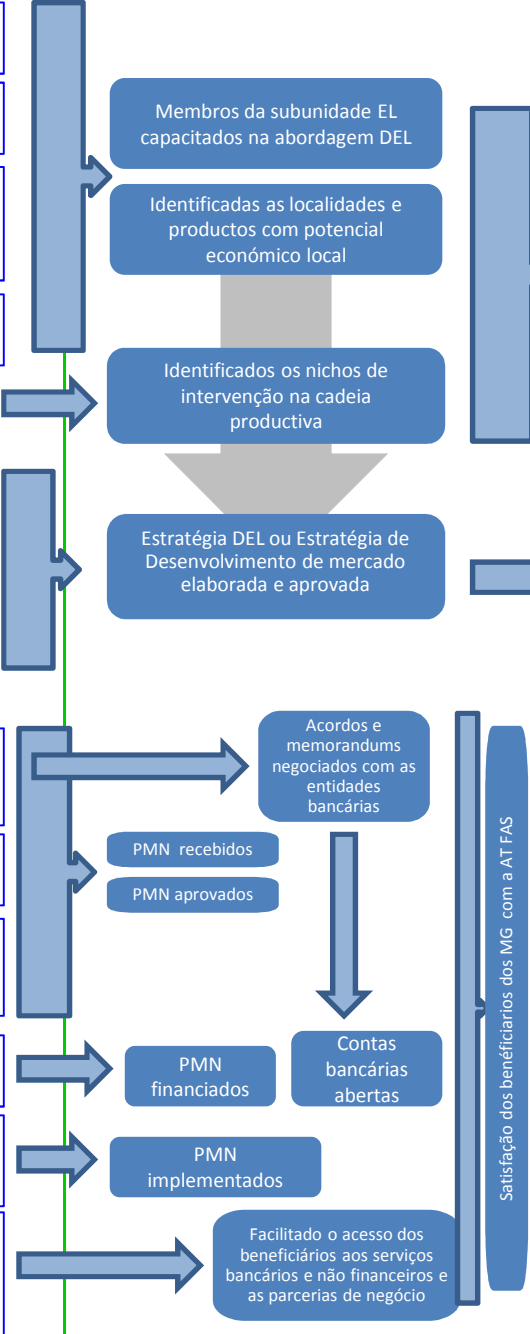 Membros da subunidade EL
capacitados na abordagem DEL
Identificadas as localidades e
productos com potencial
económico local
Identificados os nichos de
intervenção na cadeia
productiva
Estratégia DEL ou Estratégia de
Desenvolvimento de mercado
elaborada e aprovada
Acordos e
memorandums
negociados com as
entidades
bancárias
PMN recebidos
PMN aprovados
Contas
bancárias
abertas
PMN
financiados
PMN
implementados
Facilitado o acesso dos
beneficiários aos serviços
bancários e não financeiros e
as parcerias de negócio
Satisfação dos benéficiarios dos MG com a AT FAS